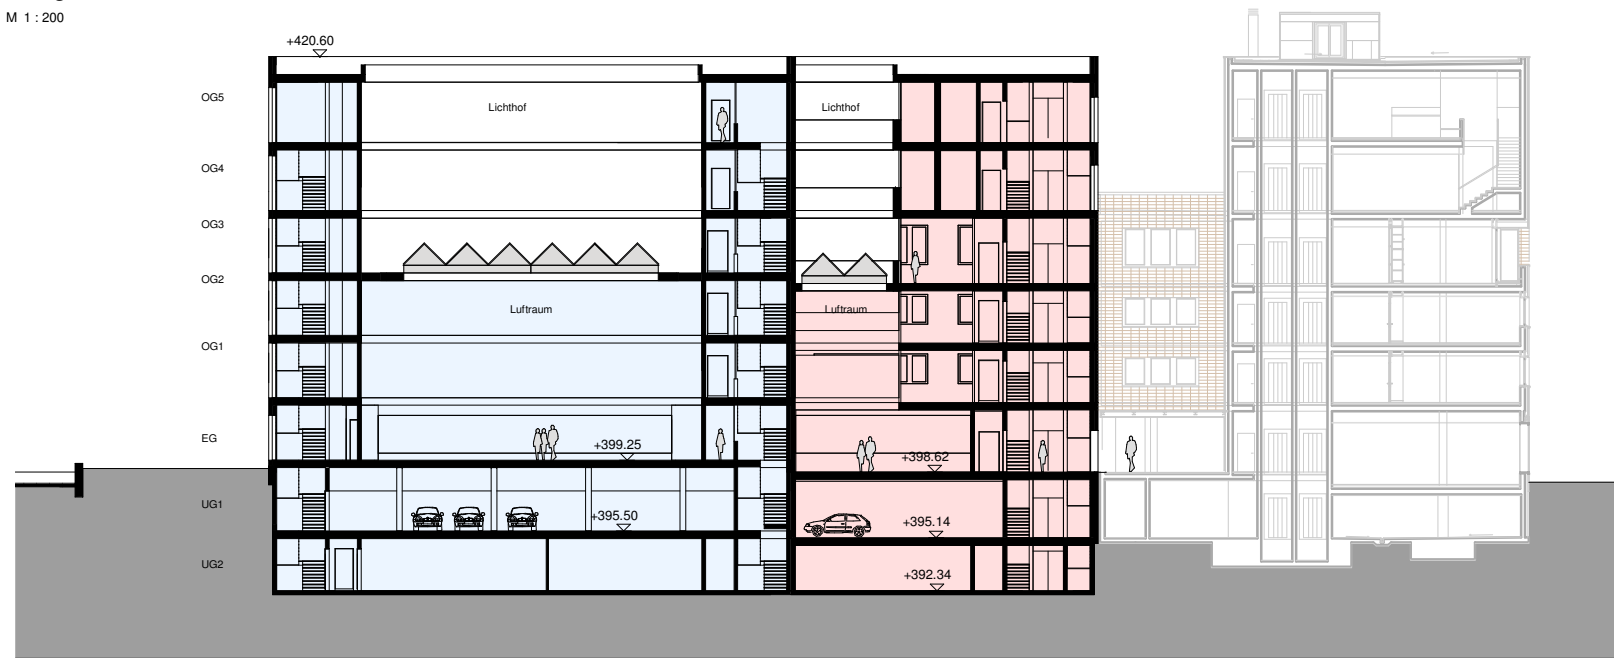 M 1 : 200
+420.60
OG5
Lichthof
Lichthof
OG4
OG3
OG2
Luftraum
Luftraum
OG1
EG
+399.25
+398.62
UG1
+395.50
+395.14
UG2
+392.34